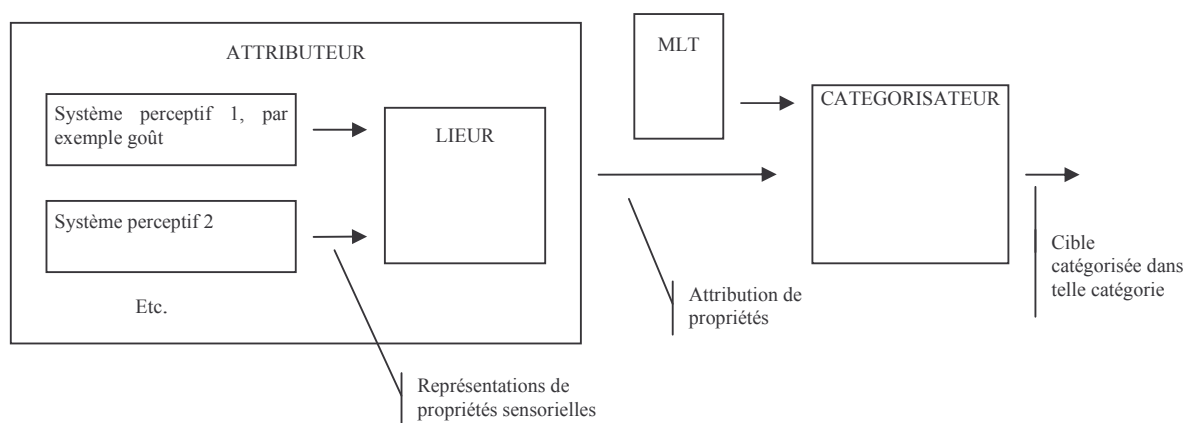 ATTRIBUTEUR
Système perceptif 1, par
exemple goût
LIEUR
Système perceptif 2
Etc.
MLT
CATEGORISATEUR
Représentations de
propriétés sensorielles
Attribution de
propriétés
Cible
catégorisée dans
telle catégorie